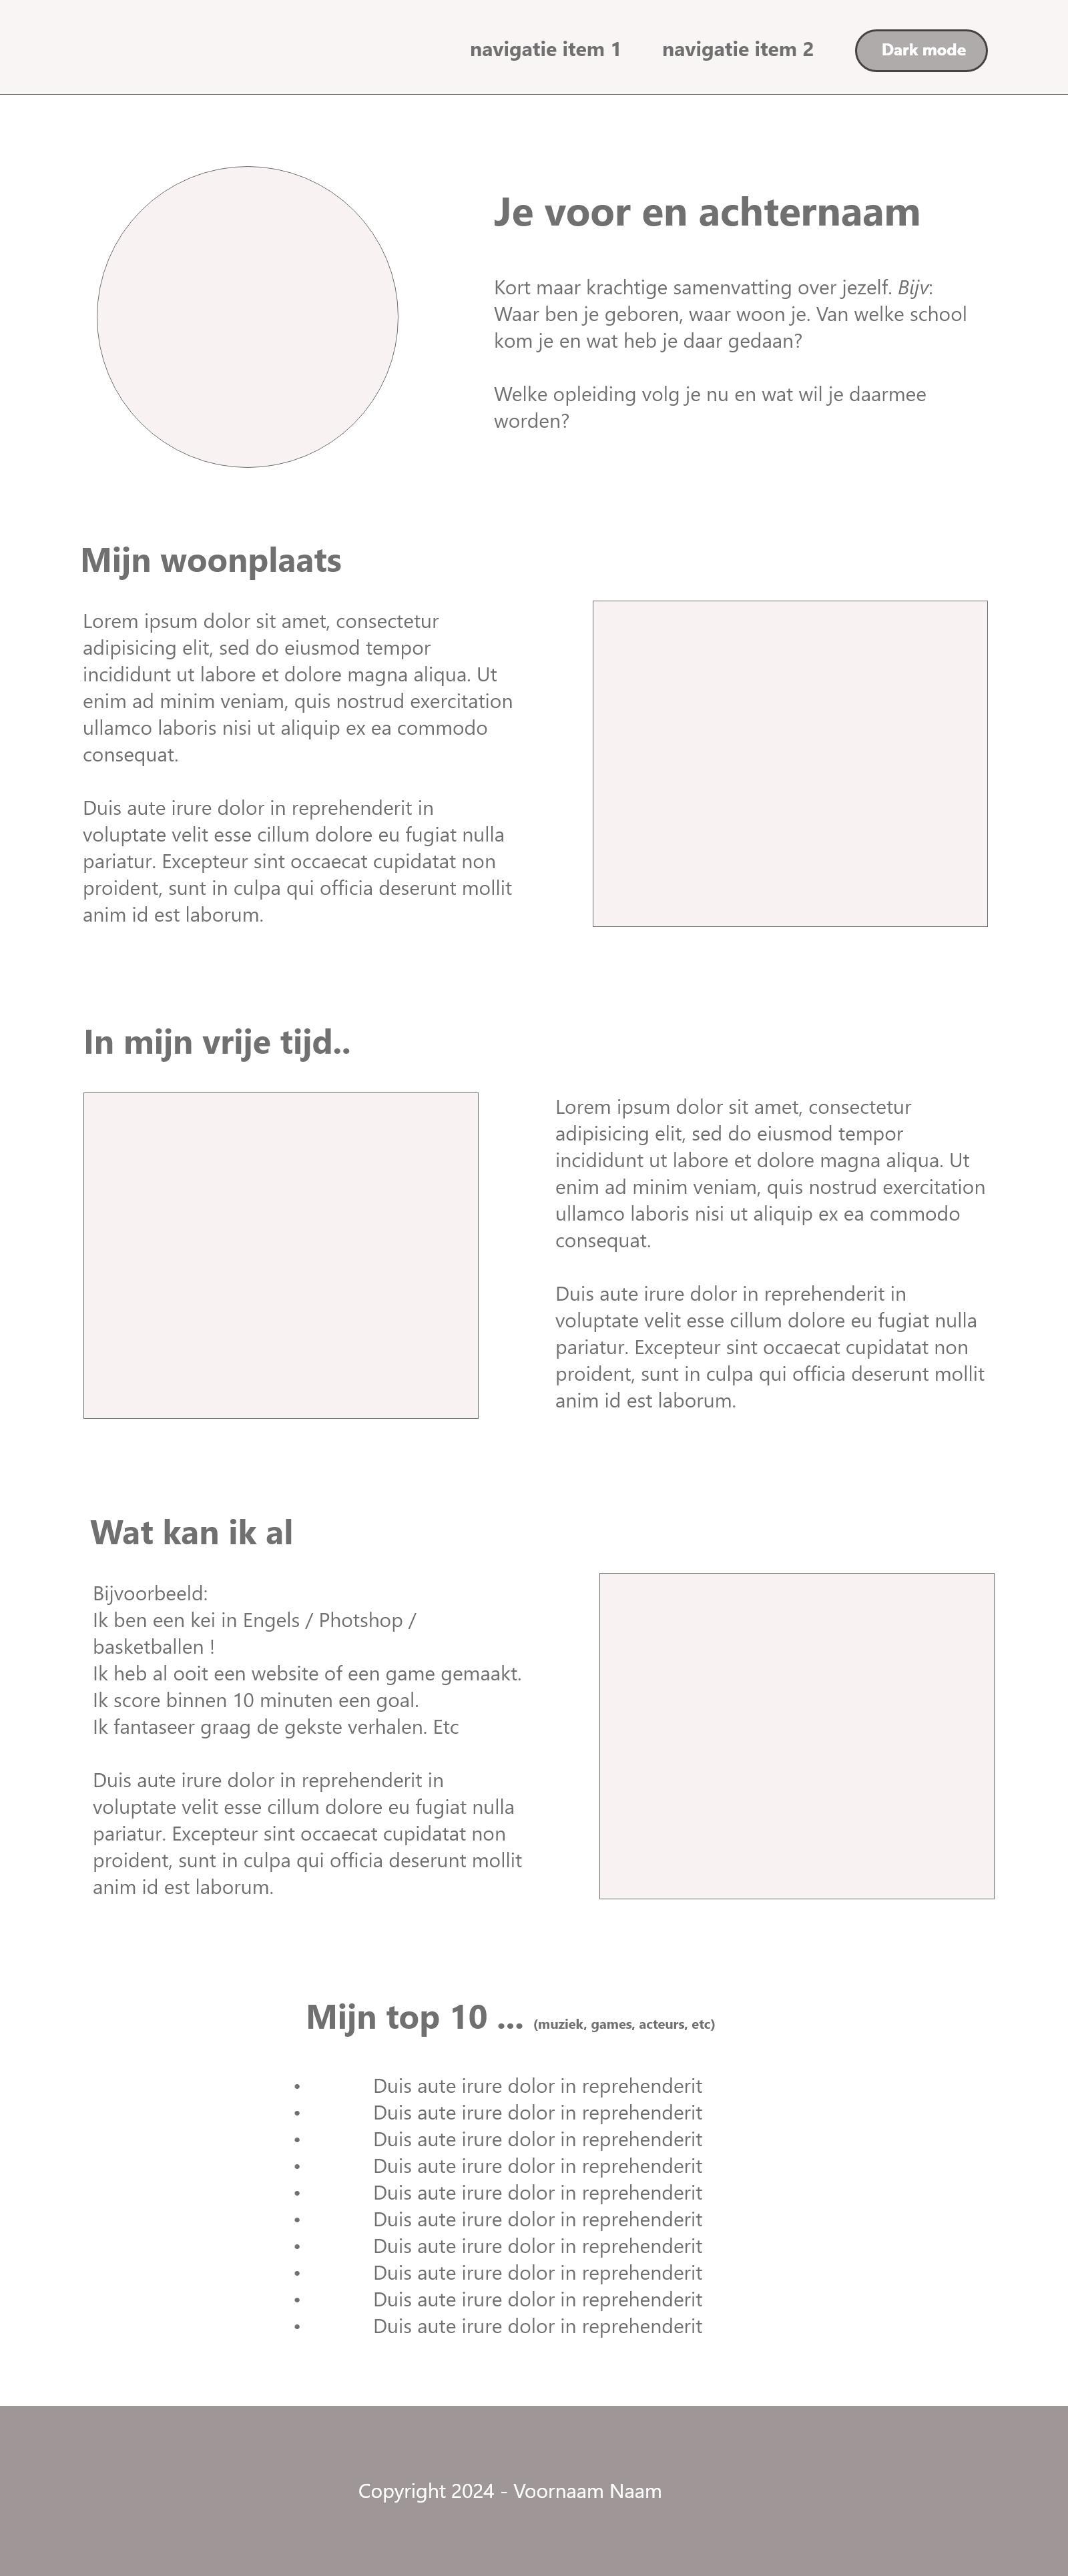 navigatie item 1 navigatie item 2 Dark mode
Je voor en achternaam
Kort maar krachtige samenvatting over jezelf. Bijv:
Waar ben je geboren, waar woon je. Van welke school
kom je en wat heb je daar gedaan?
Welke opleiding volg je nu en wat wil je daarmee
worden?
Mijn woonplaats
Lorem ipsum dolor sit amet, consectetur
adipisicing elit, sed do eiusmod tempor
incididunt ut labore et dolore magna aliqua. Ut
enim ad minim veniam, quis nostrud exercitation
ullamco laboris nisi ut aliquip ex ea commodo
consequat.
Duis aute irure dolor in reprehenderit in
voluptate velit esse cillum dolore eu fugiat nulla
pariatur. Excepteur sint occaecat cupidatat non
proident, sunt in culpa qui officia deserunt mollit
anim id est laborum.
In mijn vrije tijd..
Lorem ipsum dolor sit amet, consectetur
adipisicing elit, sed do eiusmod tempor
incididunt ut labore et dolore magna aliqua. Ut
enim ad minim veniam, quis nostrud exercitation
ullamco laboris nisi ut aliquip ex ea commodo
consequat.
Duis aute irure dolor in reprehenderit in
voluptate velit esse cillum dolore eu fugiat nulla
pariatur. Excepteur sint occaecat cupidatat non
proident, sunt in culpa qui officia deserunt mollit
anim id est laborum.
Wat kan ik al
Bijvoorbeeld:
Ik ben een kei in Engels / Photshop /
basketballen !
Ik heb al ooit een website of een game gemaakt.
Ik score binnen 10 minuten een goal.
Ik fantaseer graag de gekste verhalen. Etc
Duis aute irure dolor in reprehenderit in
voluptate velit esse cillum dolore eu fugiat nulla
pariatur. Excepteur sint occaecat cupidatat non
proident, sunt in culpa qui officia deserunt mollit
anim id est laborum.
Mijn top 10 ... (muziek, games, acteurs, etc)
• Duis aute irure dolor in reprehenderit
• Duis aute irure dolor in reprehenderit
• Duis aute irure dolor in reprehenderit
• Duis aute irure dolor in reprehenderit
• Duis aute irure dolor in reprehenderit
• Duis aute irure dolor in reprehenderit
• Duis aute irure dolor in reprehenderit
• Duis aute irure dolor in reprehenderit
• Duis aute irure dolor in reprehenderit
• Duis aute irure dolor in reprehenderit
Copyright 2024 - Voornaam Naam